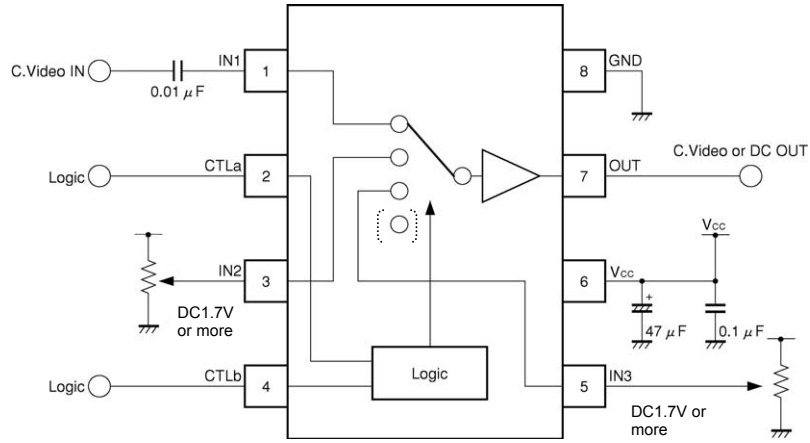 IN1
GND
C.Video IN
1
8
0.01 μF
CTLa
OUT
C.Video or DC OUT
Logic
2
7
Vcc
IN2
Vcc
3
6
DC1.7V
or more
+
47 μF
0.1 μF
CTLb
Logic
IN3
Logic
4
5
DC1.7V or
more